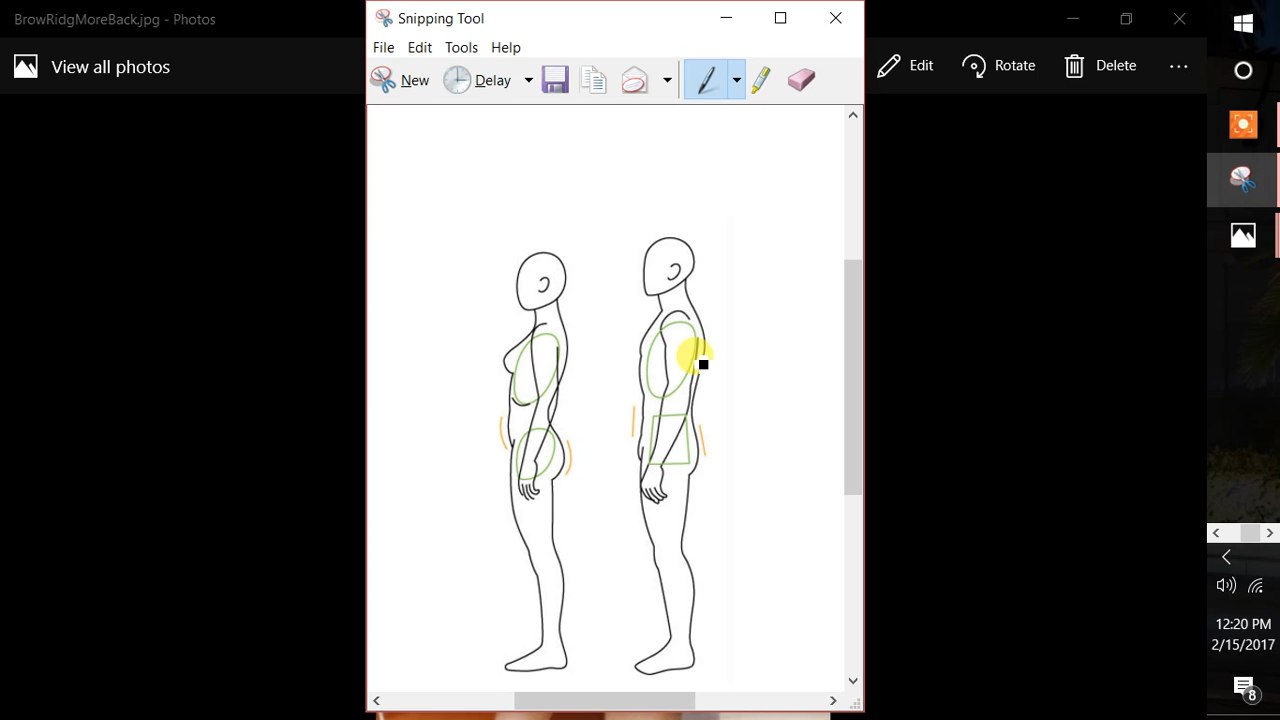 BrowRidgMoreBack.jpg - Photos
Snipping Tool
File Edit Tools Help
View all photos
New Delay
Edit Rotate Delete
12:20 PM
2/15/2017
8